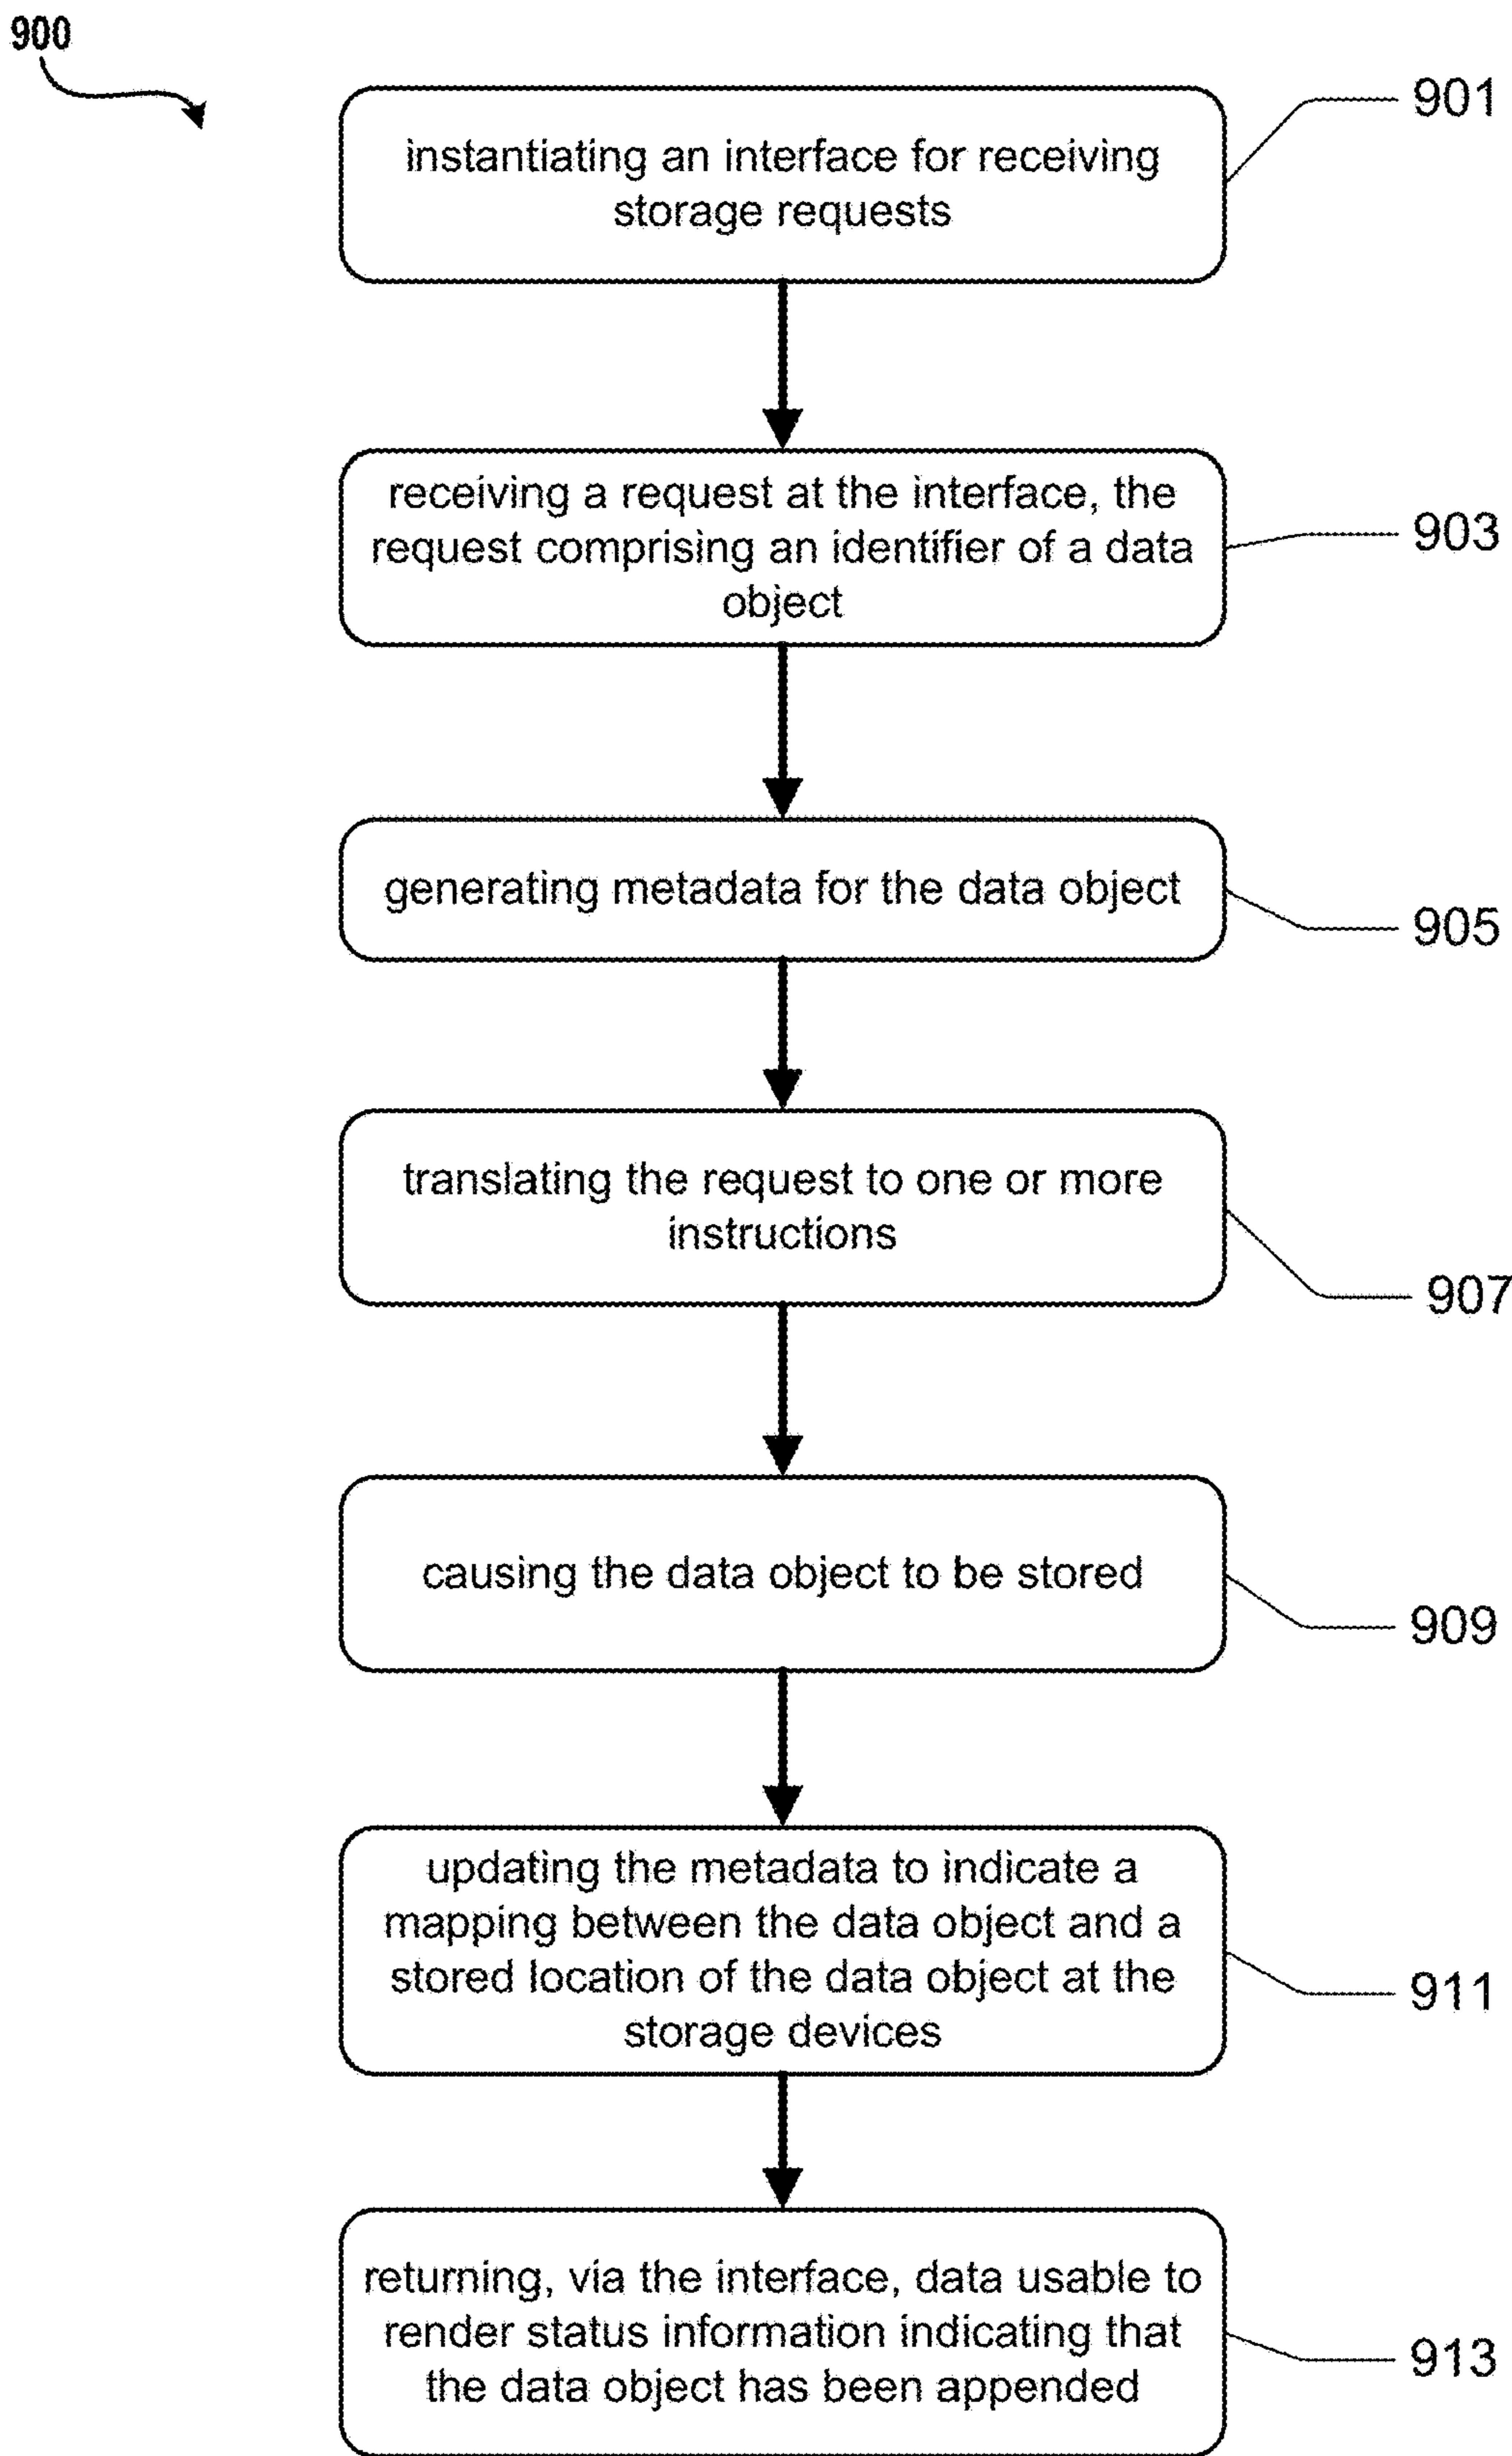 900
instantiating an interface for receiving
storage requests
901
receiving a request at the interface, the
request comprising an identifier of a data
object
903
generating metadata for the data object
905
translating the request to one or more
instructions
907
causing the data object to be stored
909
updating the metadata to indicate a
mapping between the data object and a
stored location of the data object at the
storage devices
911
returning, via the interface, data usable to
render status information indicating that
the data object has been appended
913